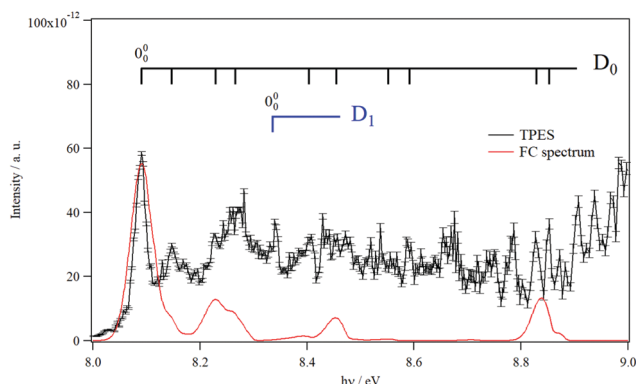 100x10⁻¹²
80
60
40
20
0
Intensity / a. u.
0⁰₀
D₀
0⁰₀
D₁
TPES
FC spectrum
8.0
8.2
8.4
8.6
8.8
9.0
hν / eV